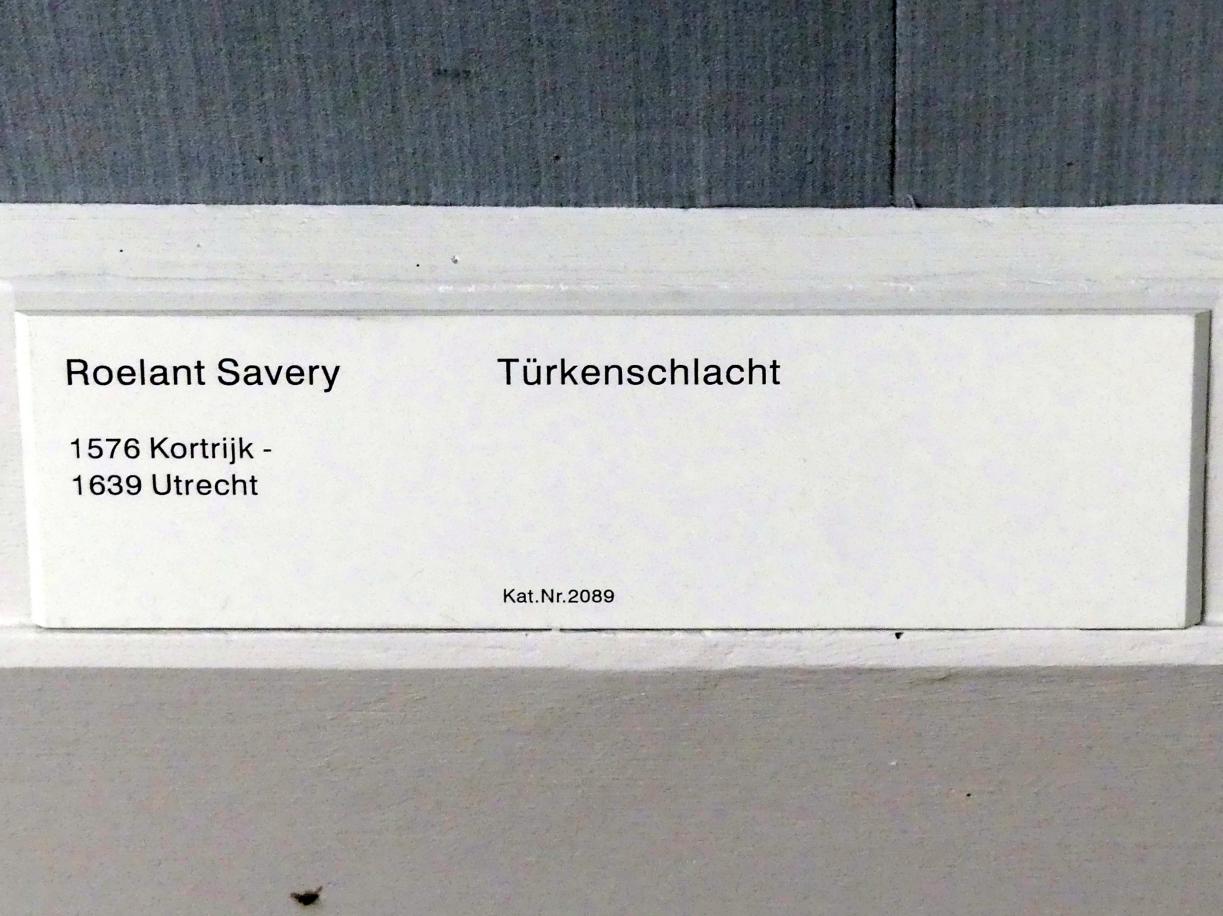 Roelant Savery
1576 Kortrijk -
1639 Utrecht
Türkenschlacht
Kat.Nr.2089